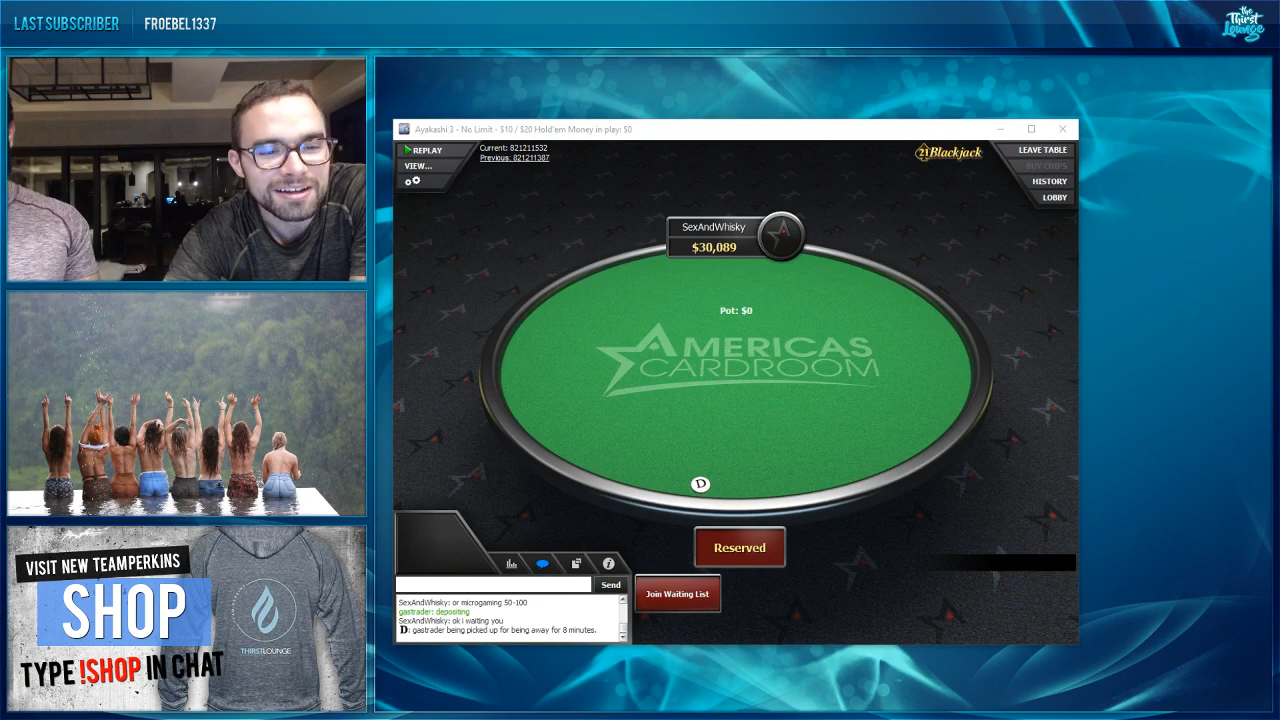 LAST SUBSCRIBER
FROEBEL1337
the Thirst Lounge
Ayakashi 3 - No Limit - $10 / $20 Hold'em Money in play: $0
REPLAY
VIEW...
Current: 821211532
Previous: 821211387
21 Blackjack
LEAVE TABLE
BUY CHIPS
HISTORY
LOBBY
SexAndWhisky
$30,089
Pot: $0
AMERICAS
CARDROOM
D
Reserved
Join Waiting List
Send
SexAndWhisky: or microgaming 50-100
gastrader: depositing
SexAndWhisky: ok i waiting you
D: gastrader being picked up for being away for 8 minutes.
VISIT NEW TEAMPERKINS
SHOP
TYPE !SHOP IN CHAT
THIRSTLOUNGE